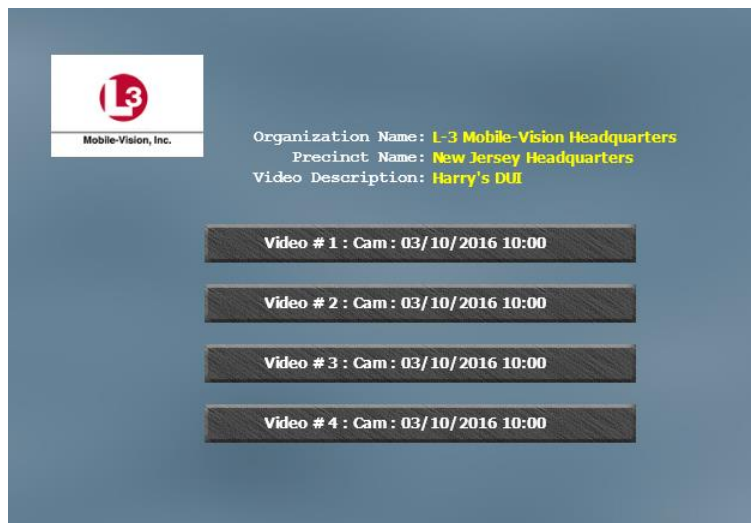 L3
Mobile-Vision, Inc.
Organization Name: L-3 Mobile-Vision Headquarters
Precinct Name: New Jersey Headquarters
Video Description: Harry's DUI
Video # 1 : Cam : 03/10/2016 10:00
Video # 2 : Cam : 03/10/2016 10:00
Video # 3 : Cam : 03/10/2016 10:00
Video # 4 : Cam : 03/10/2016 10:00